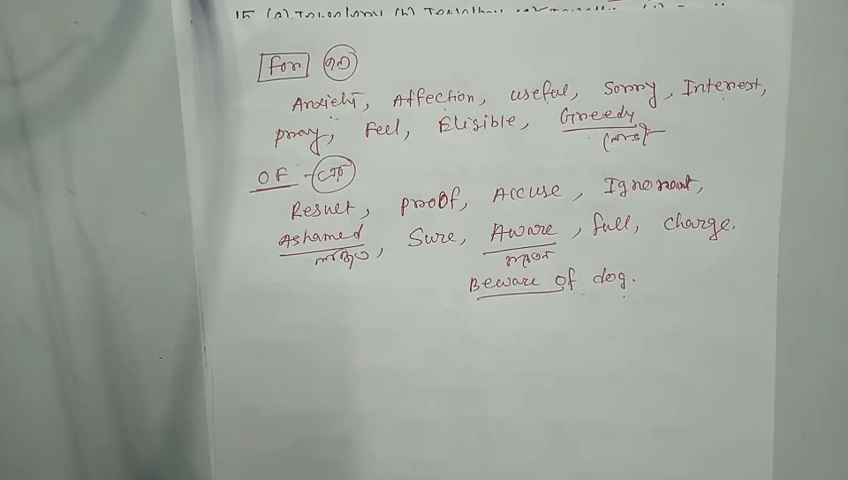 For
Anxieti, Affection, useful, Sorry, Interest,
pray, Feel, Eligible, Greedy
OF -
Result, proof, Accuse, Ignorant,
Ashamed, Sure, Aware, full, charge.
Beware of dog.